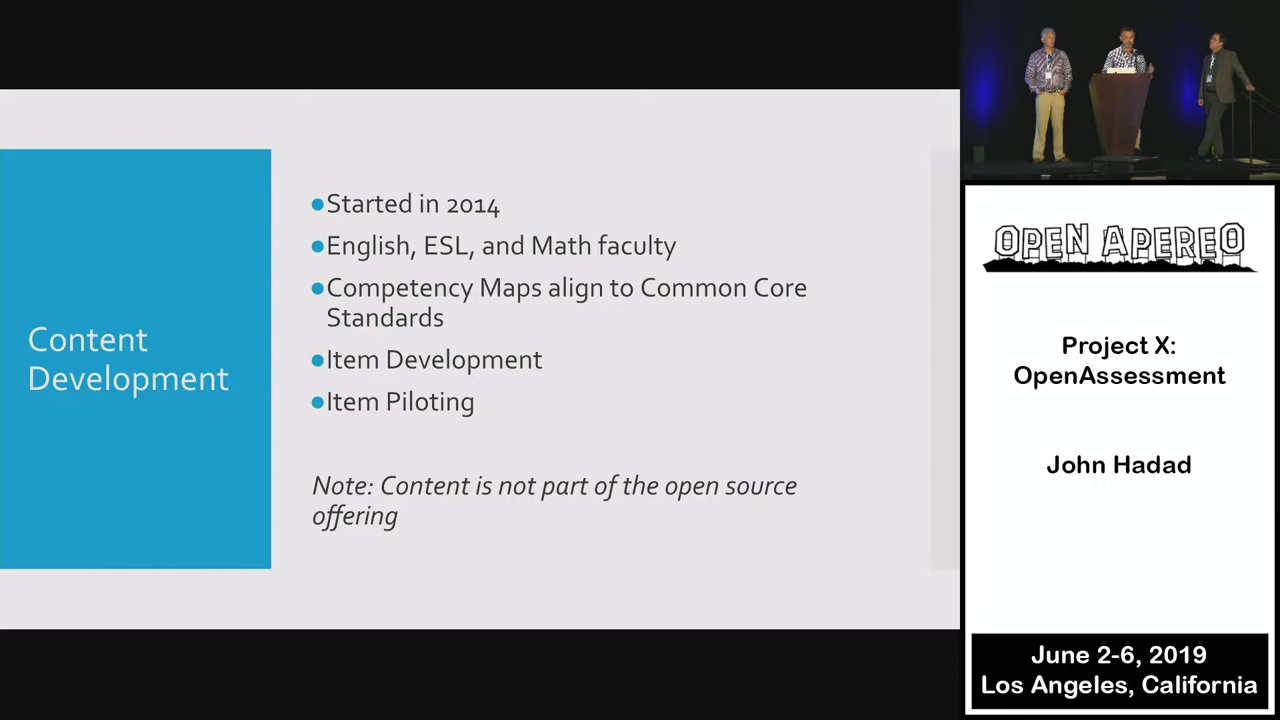 Content
Development
●Started in 2014
●English, ESL, and Math faculty
●Competency Maps align to Common Core
Standards
●Item Development
●Item Piloting
Note: Content is not part of the open source
offering
OPEN APEREO
Project X:
OpenAssessment
John Hadad
June 2-6, 2019
Los Angeles, California